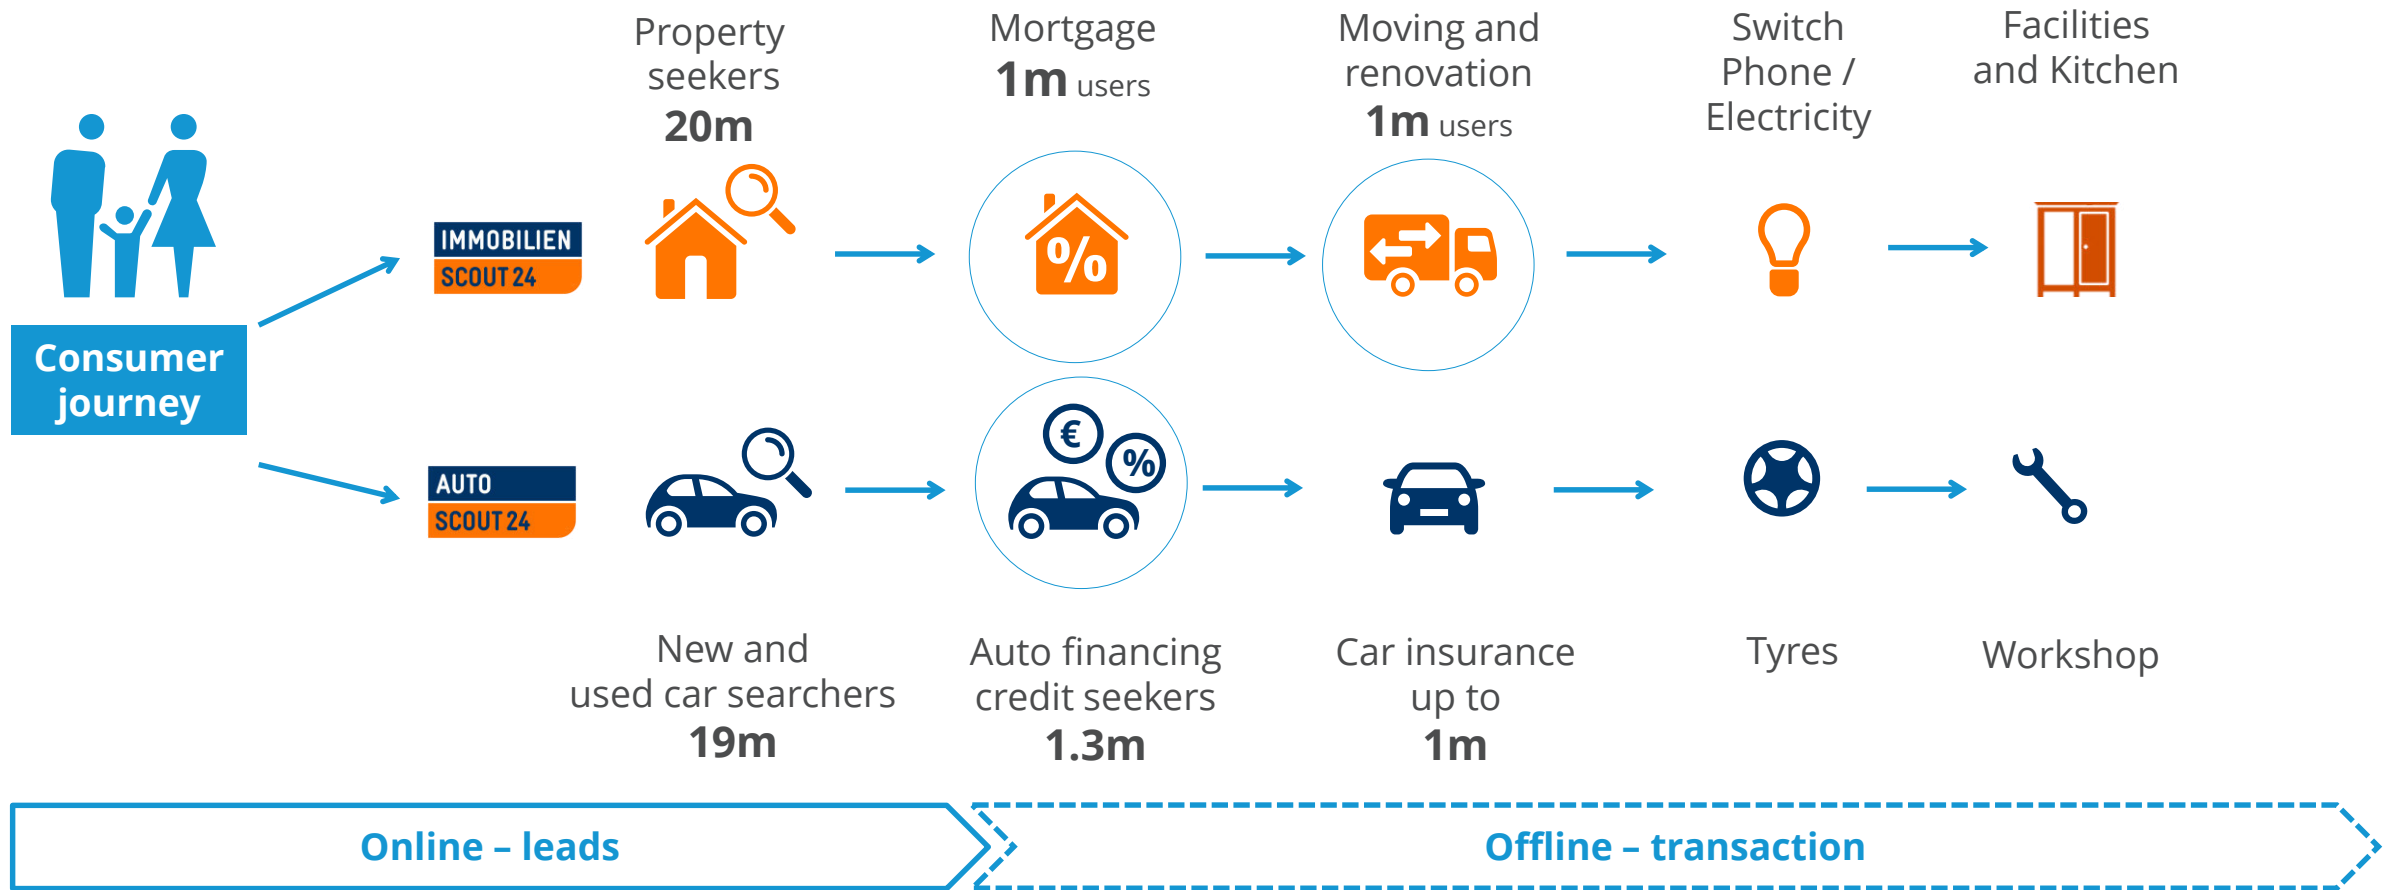 Property
seekers
20m
Mortgage
1m users
Moving and
renovation
1m users
Switch
Phone /
Electricity
Facilities
and Kitchen
IMMOBILIEN
SCOUT 24
%
Consumer
journey
AUTO
SCOUT 24
€
%
New and
used car searchers
19m
Auto financing
credit seekers
1.3m
Car insurance
up to
1m
Tyres
Workshop
Online – leads
Offline – transaction